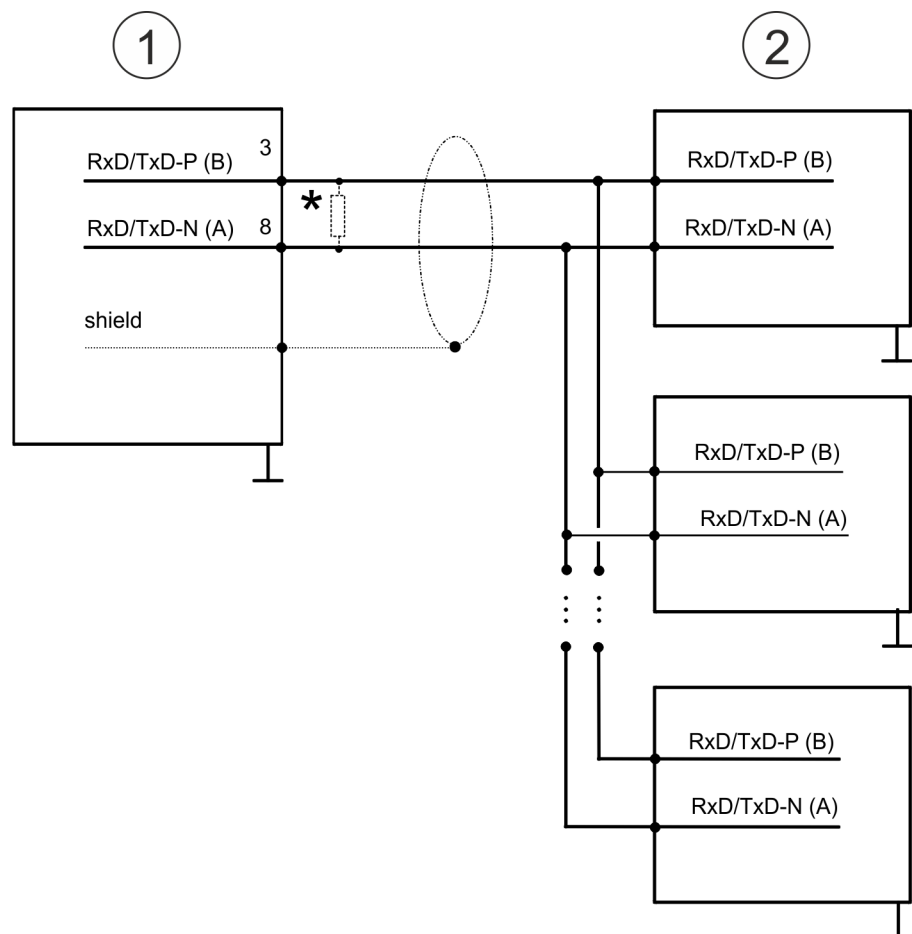 1
2
RxD/TxD-P (B)
3
RxD/TxD-N (A)
8
shield
*
RxD/TxD-P (B)
RxD/TxD-N (A)
RxD/TxD-P (B)
RxD/TxD-N (A)
RxD/TxD-P (B)
RxD/TxD-N (A)